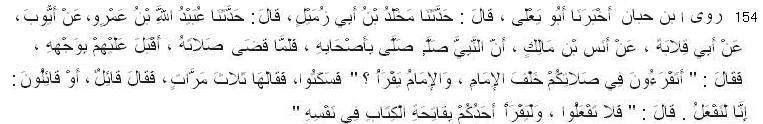 154 روى ابن حبان أَخْبَرَنَا أَبُو يَعْلَى ، قَالَ : حَدَّثَنَا مَخْلَدُ بْنُ أَبِي زُمَيْلٍ ، قَالَ : حَدَّثَنَا عُبَيْدُ اللَّهِ بْنُ عَمْرٍو، عَنْ أَيُّوبَ،
عَنْ أَبِي قِلَابَةَ ، عَنْ أَنَسِ بْنِ مَالِكٍ ، أَنّ النَّبِيَّ صَلَّمَ صَلَّى بِأَصْحَابِهِ ، فَلَمَّا قَضَى صَلَاتَهُ ، أَقْبَلَ عَلَيْهِمْ بِوَجْهِهِ ،
فَقَالَ : " أَتَقْرَءُونَ فِي صَلَاتِكُمْ خَلْفَ الْإِمَامِ ، وَالْإِمَامُ يَقْرَأُ ؟ " فَسَكَتُوا، فَقَالَهَا ثَلَاثَ مَرَّاتٍ، فَقَالَ قَائِلٌ، أَوْ قَائِلُونَ :
إِنَّا لَنَفْعَلُ . قَالَ : " فَلَا تَفْعَلُوا ، وَلْيَقْرَأْ أَحَدُكُمْ بِفَاتِحَةِ الْكِتَابِ فِي نَفْسِهِ "